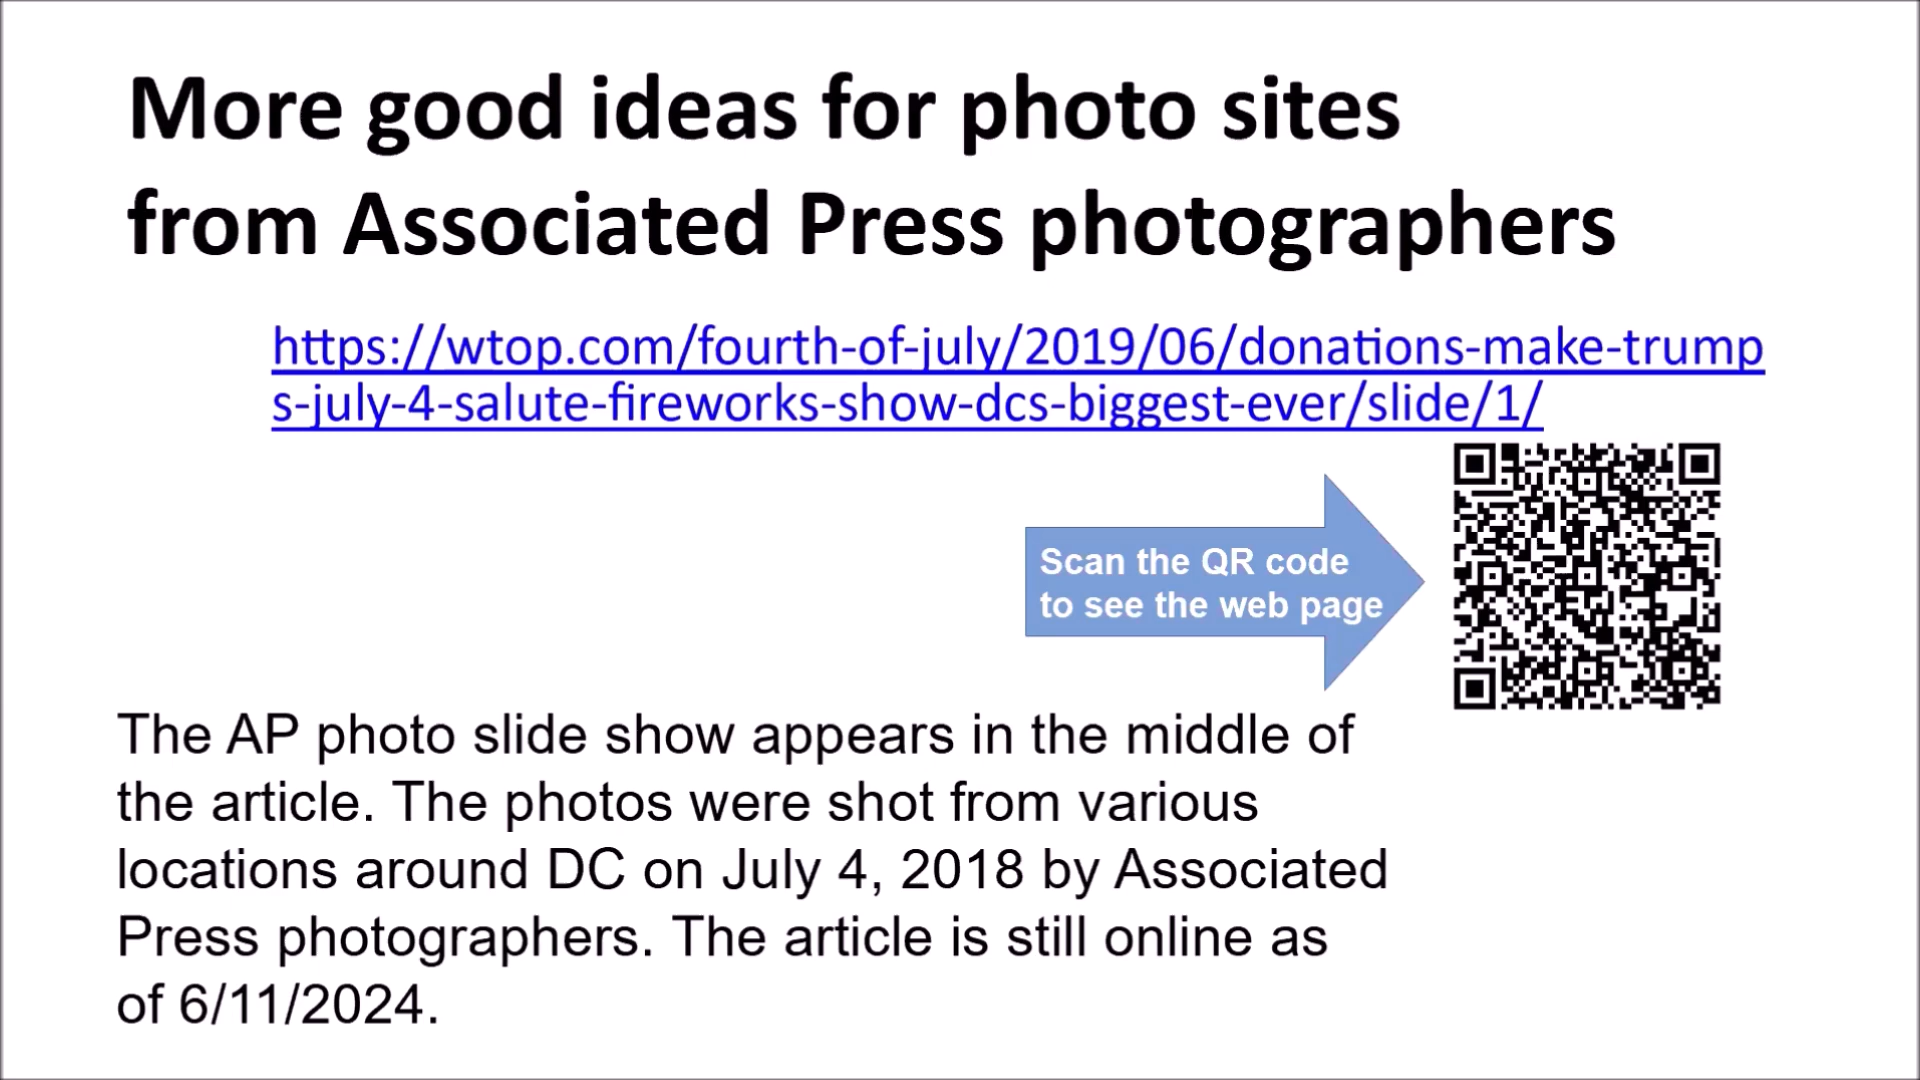 More good ideas for photo sites
from Associated Press photographers
https://wtop.com/fourth-of-july/2019/06/donations-make-trump
s-july-4-salute-fireworks-show-dcs-biggest-ever/slide/1/
Scan the QR code
to see the web page
The AP photo slide show appears in the middle of
the article. The photos were shot from various
locations around DC on July 4, 2018 by Associated
Press photographers. The article is still online as
of 6/11/2024.